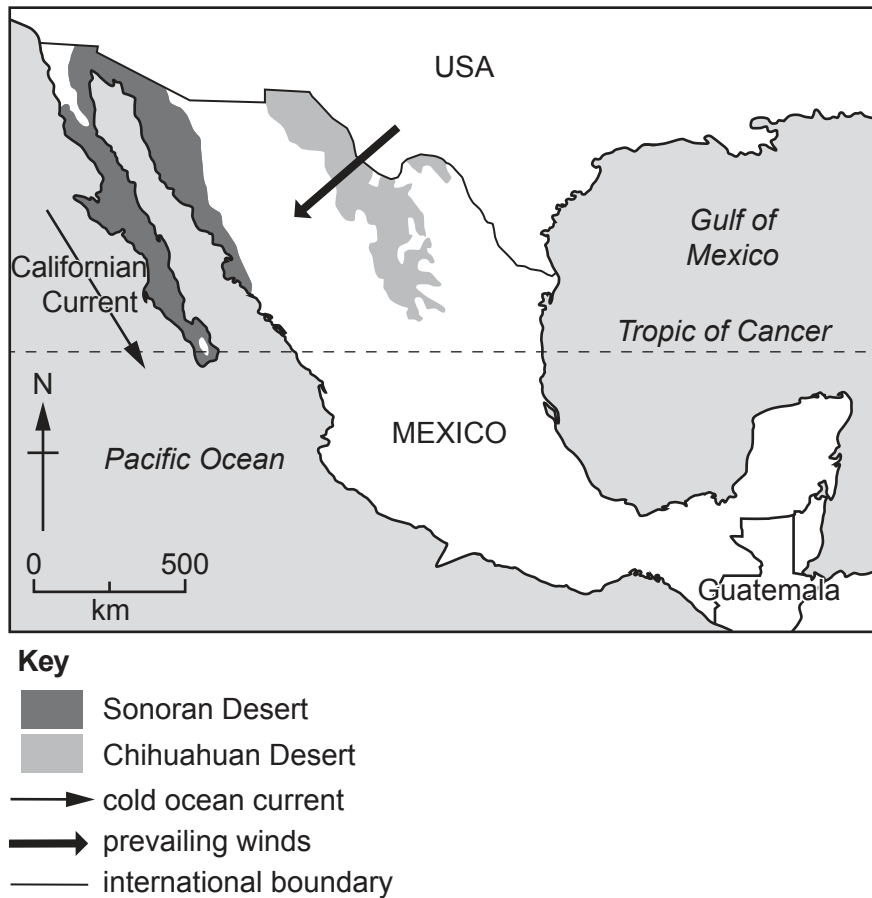 USA
Gulf of
Mexico
Californian
Current
Tropic of Cancer
N
MEXICO
Pacific Ocean
0 500
km
Guatemala
Key
Sonoran Desert
Chihuahuan Desert
cold ocean current
prevailing winds
international boundary